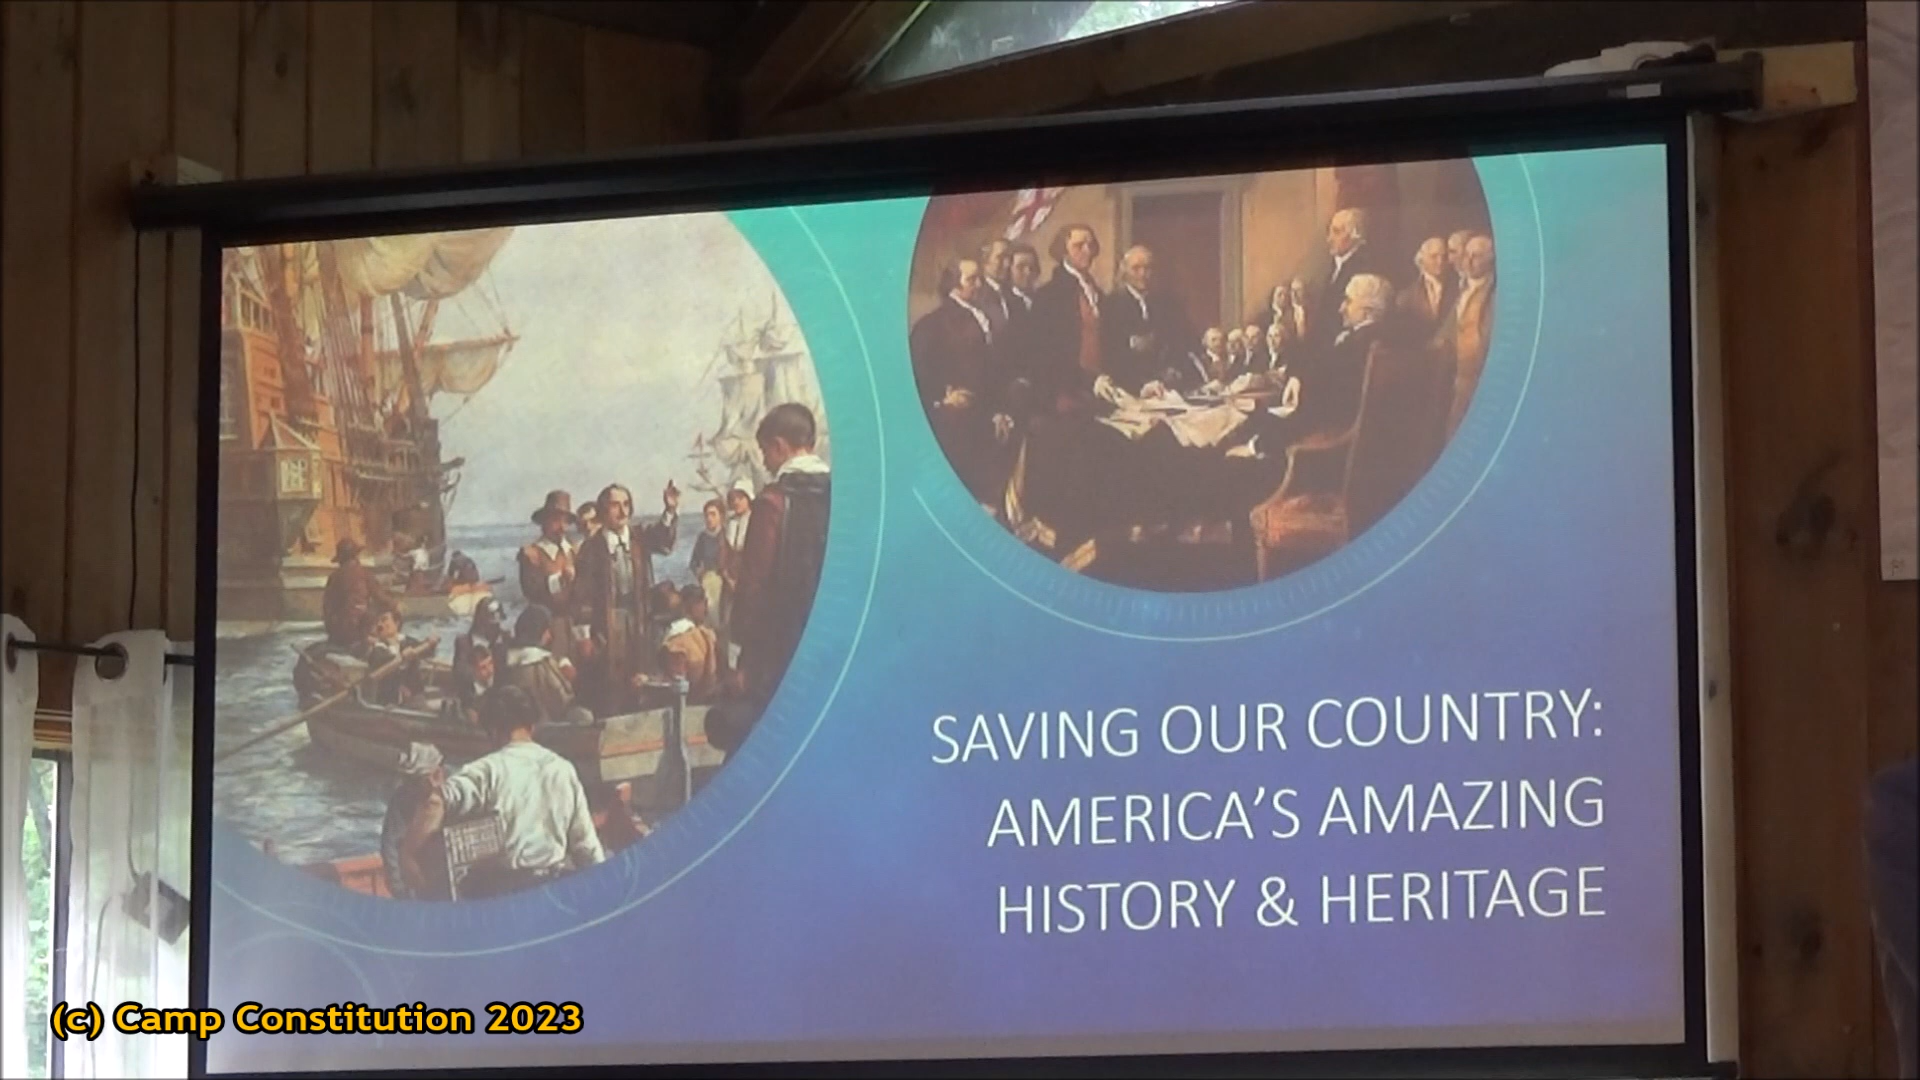 SAVING OUR COUNTRY:
AMERICA'S AMAZING
HISTORY & HERITAGE
(c) Camp Constitution 2023